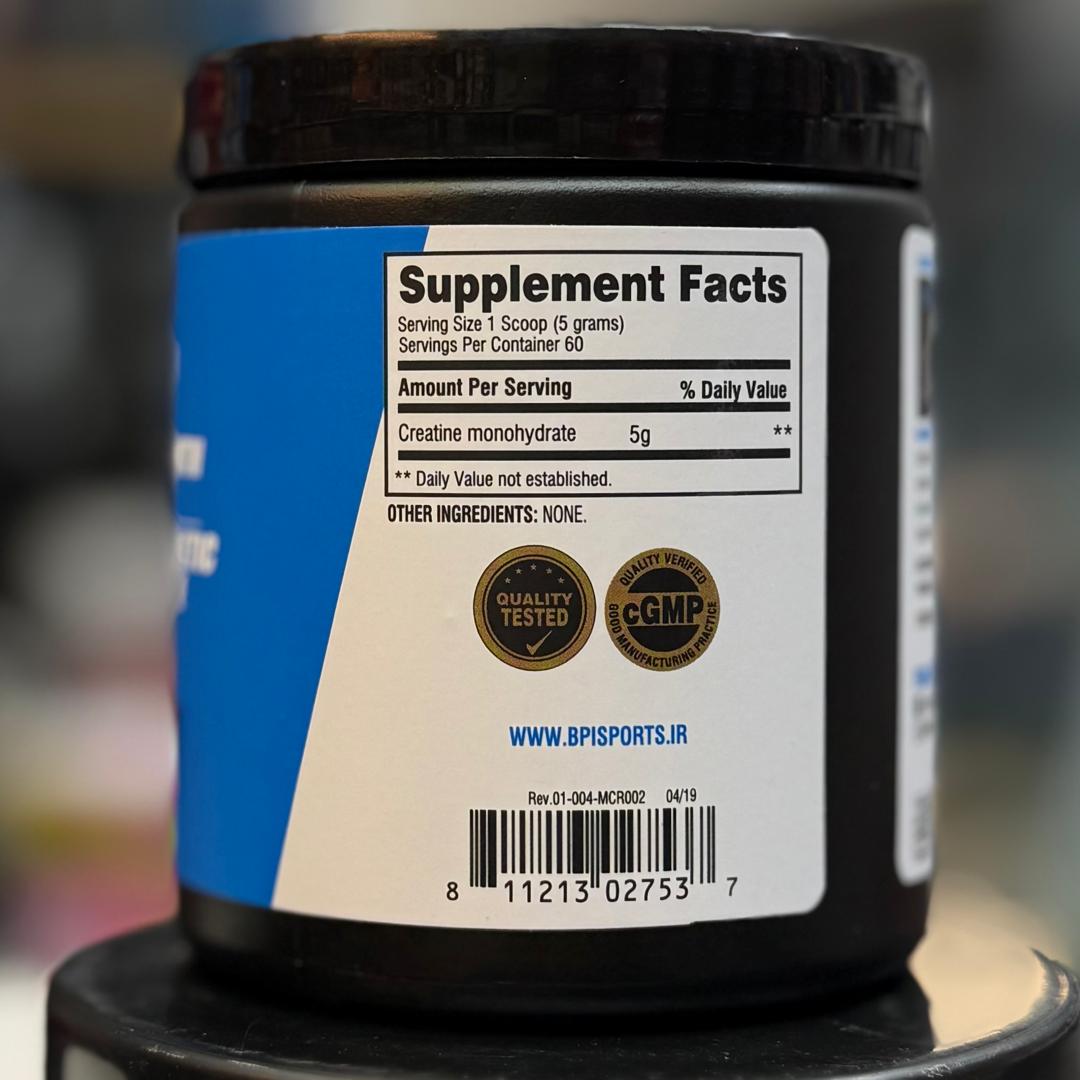 Supplement Facts
Serving Size 1 Scoop (5 grams)
Servings Per Container 60
Amount Per Serving % Daily Value
Creatine monohydrate 5g **
** Daily Value not established.
OTHER INGREDIENTS: NONE.
QUALITY
TESTED
QUALITY VERIFIED
cGMP
GOOD MANUFACTURING PRACTICE
WWW.BPISPORTS.IR
Rev.01-004-MCR002 04/19
8 11213 02753 7